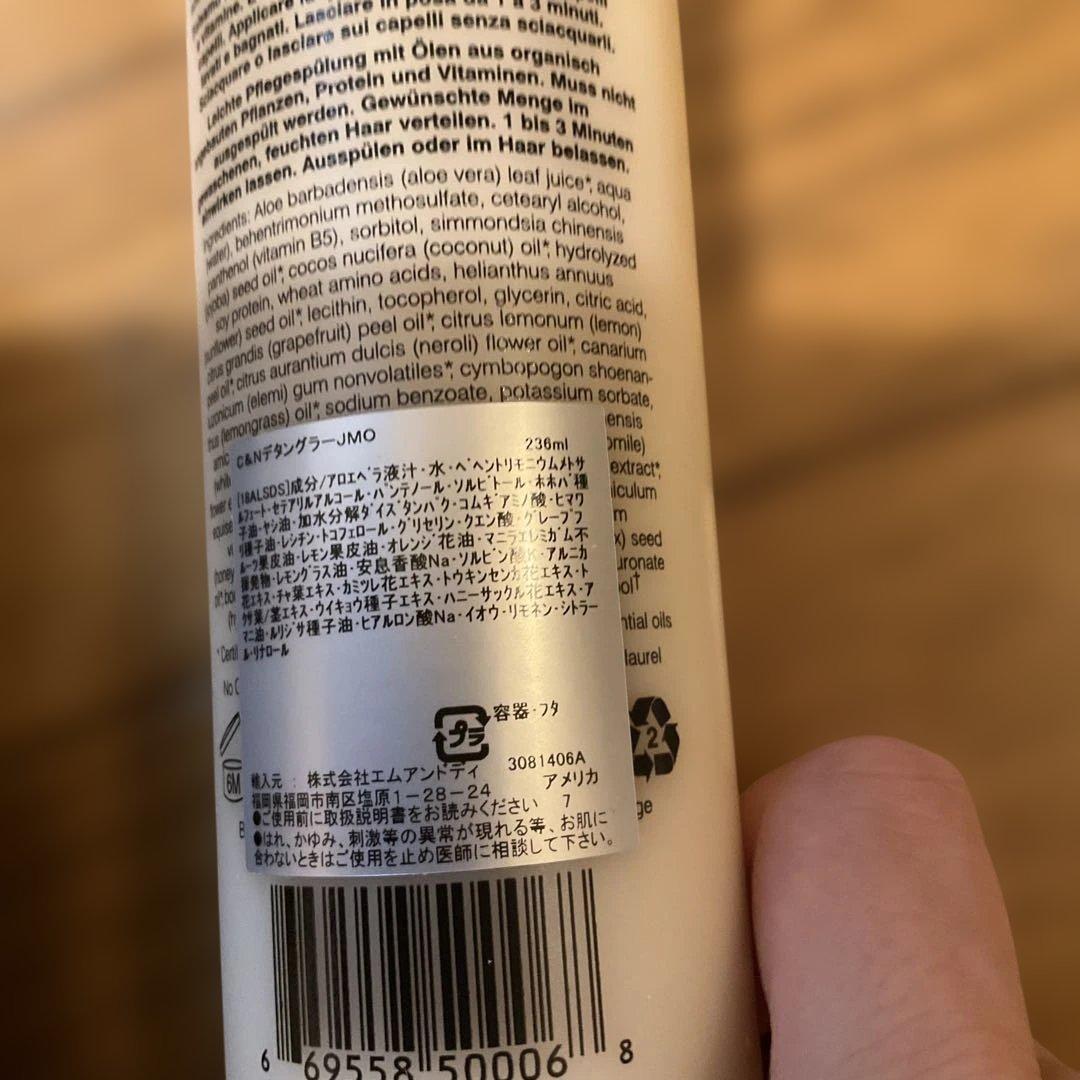 vitamine.
capelli. Applicare
lavati e bagnati. Lasciare in posa da 1 a 3 minuti.
Sciacquare o lasciare sui capelli senza sciacquarli.
Leichte Pflegespülung mit Ölen aus organisch
angebauten Pflanzen, Protein und Vitaminen. Muss nicht
ausgespült werden. Gewünschte Menge im
gewaschenen, feuchten Haar verteilen. 1 bis 3 Minuten
einwirken lassen. Ausspülen oder im Haar belassen.
Ingredients: Aloe barbadensis (aloe vera) leaf juice*, aqua
(water), behentrimonium methosulfate, cetearyl alcohol,
panthenol (vitamin B5), sorbitol, simmondsia chinensis
(jojoba) seed oil*, cocos nucifera (coconut) oil*, hydrolyzed
soy protein, wheat amino acids, helianthus annuus
(sunflower) seed oil*, lecithin, tocopherol, glycerin, citric acid,
citrus grandis (grapefruit) peel oil*, citrus lemonum (lemon)
peel oil*, citrus aurantium dulcis (neroli) flower oil*, canarium
luzonicum (elemi) gum nonvolatiles*, cymbopogon shoenan-
thus (lemongrass) oil*, sodium benzoate, potassium sorbate,
ensis
omile)
extract*,
iculum
m
x) seed
uronate
ol†
ntial oils
laurel
C&NデタングラーJMO 236ml
[18ALSDS]成分/アロエベラ液汁・水・ベヘントリモニウムメトサ
ルフェート・セテアリルアルコール・パンテノール・ソルビトール・ホホバ種
子油・ヤシ油・加水分解ダイズタンパク・コムギアミノ酸・ヒマワ
リ種子油・レシチン・トコフェロール・グリセリン・クエン酸・グレープフ
ルーツ果皮油・レモン果皮油・オレンジ花油・マニラエレミガム不
揮発物・レモングラス油・安息香酸Na・ソルビン酸K・アルニカ
花エキス・チャ葉エキス・カミツレ花エキス・トウキンセンカ花エキス・ト
クサ葉/茎エキス・ウイキョウ種子エキス・ハニーサックル花エキス・ア
マニ油・ルリジサ種子油・ヒアルロン酸Na・イオウ・リモネン・シトラー
ル・リナロール
プラ 容器・フタ
2
6M
3081406A
輸入元 : 株式会社エムアンドティ アメリカ
福岡県福岡市南区塩原1-28-24 7
●ご使用前に取扱説明書をお読みください
●はれ、かゆみ、刺激等の異常が現れる等、お肌に
合わないときはご使用を止め医師に相談して下さい。
6 69558 50006 8